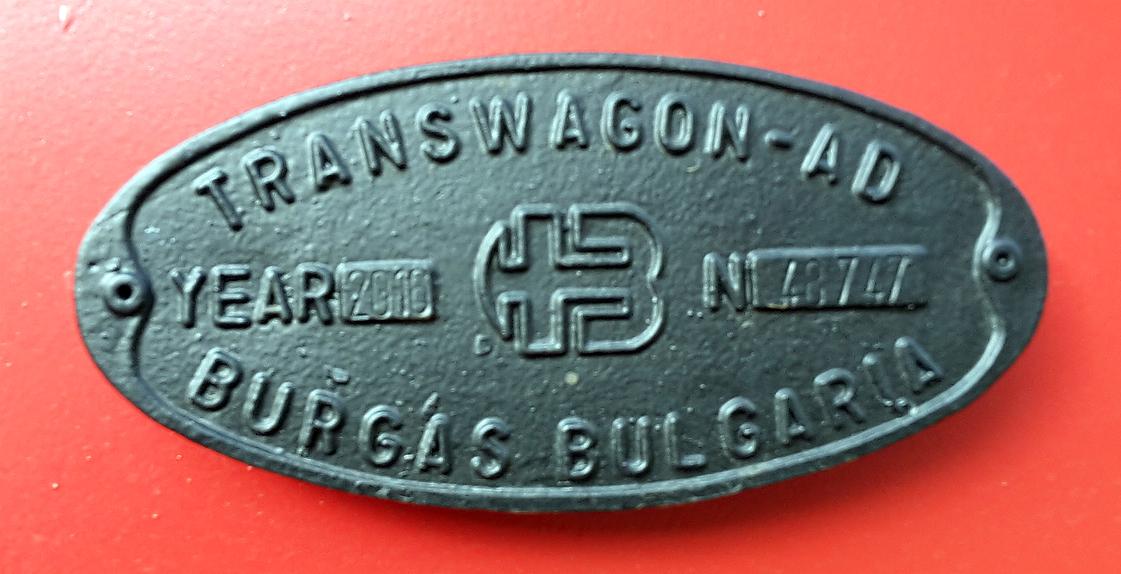 TRANSWAGON-AD
YEAR 2010 N 48747
BURGAS BULGARIA